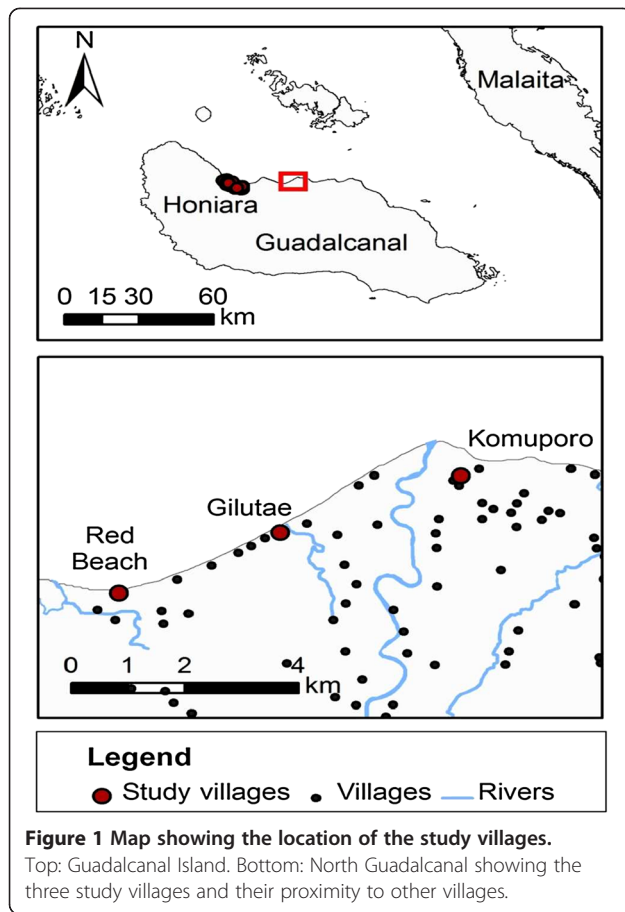 N
Malaita
Honiara
Guadalcanal
0 15 30 60
km
Komuporo
Gilutae
Red
Beach
0 1 2 4
km
Legend
Study villages Villages Rivers
Figure 1 Map showing the location of the study villages.
Top: Guadalcanal Island. Bottom: North Guadalcanal showing the
three study villages and their proximity to other villages.